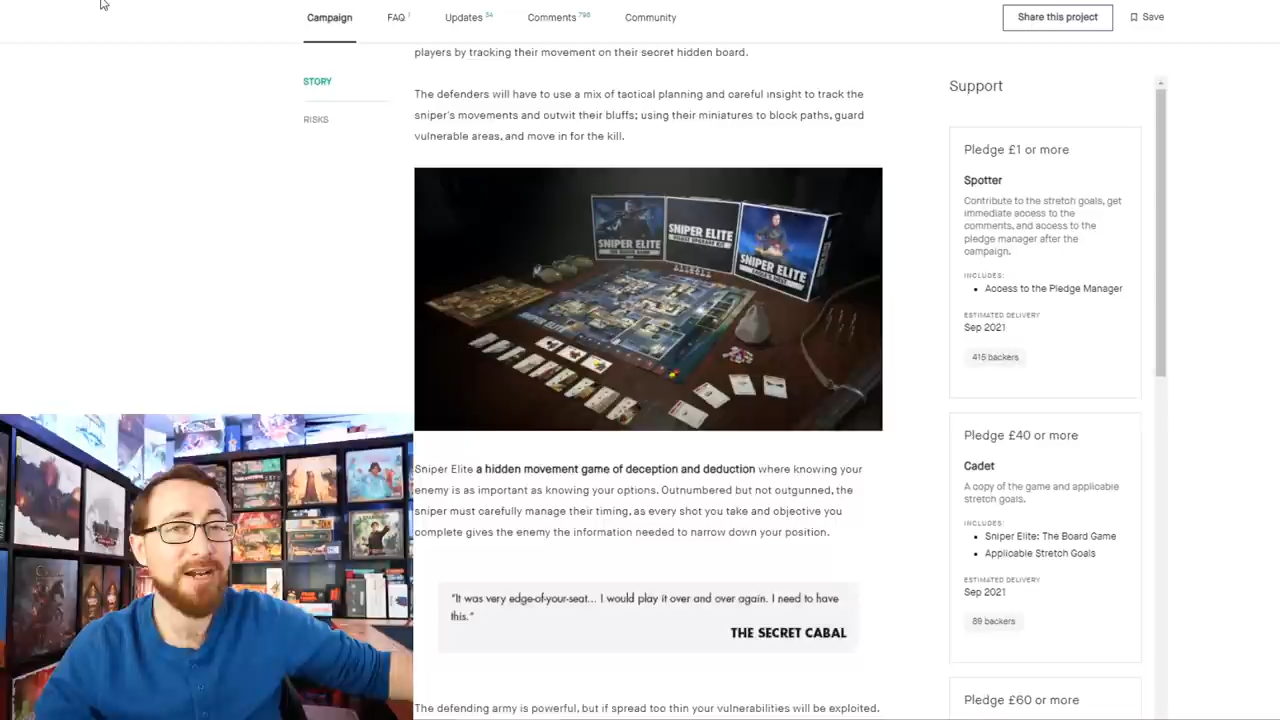 Campaign
FAQ 1
Updates 34
Comments 798
Community
Share this project
Save
STORY
RISKS
players by tracking their movement on their secret hidden board.
The defenders will have to use a mix of tactical planning and careful insight to track the
sniper's movements and outwit their bluffs; using their miniatures to block paths, guard
vulnerable areas, and move in for the kill.
SNIPER ELITE
SNIPER ELITE
SNIPER ELITE
Sniper Elite a hidden movement game of deception and deduction where knowing your
enemy is as important as knowing your options. Outnumbered but not outgunned, the
sniper must carefully manage their timing, as every shot you take and objective you
complete gives the enemy the information needed to narrow down your position.
"It was very edge-of-your-seat... I would play it over and over again. I need to have
this."
THE SECRET CABAL
The defending army is powerful, but if spread too thin your vulnerabilities will be exploited.
Support
Pledge £1 or more
Spotter
Contribute to the stretch goals, get
immediate access to the
comments, and access to the
pledge manager after the
campaign.
INCLUDES:
Access to the Pledge Manager
ESTIMATED DELIVERY
Sep 2021
415 backers
Pledge £40 or more
Cadet
A copy of the game and applicable
stretch goals.
INCLUDES:
Sniper Elite: The Board Game
Applicable Stretch Goals
ESTIMATED DELIVERY
Sep 2021
89 backers
Pledge £60 or more